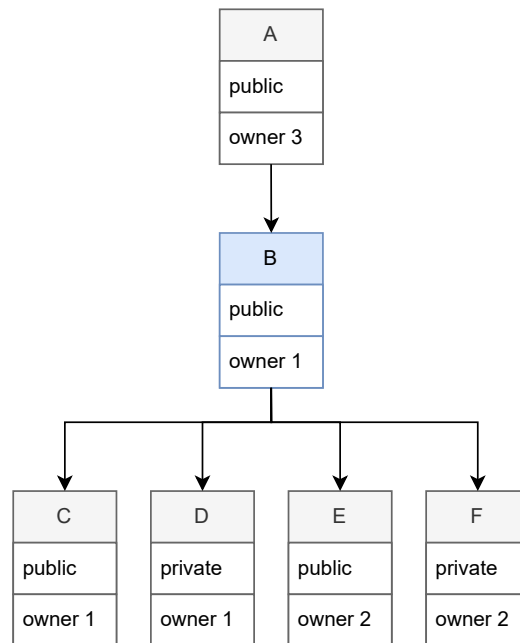 A
public
owner 3
B
public
owner 1
C
public
owner 1
D
private
owner 1
E
public
owner 2
F
private
owner 2